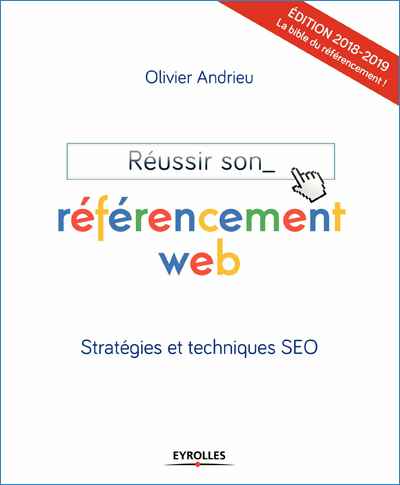 ÉDITION 2018-2019
La bible du référencement !
Olivier Andrieu
Réussir son_
référencement
web
Stratégies et techniques SEO
EYROLLES